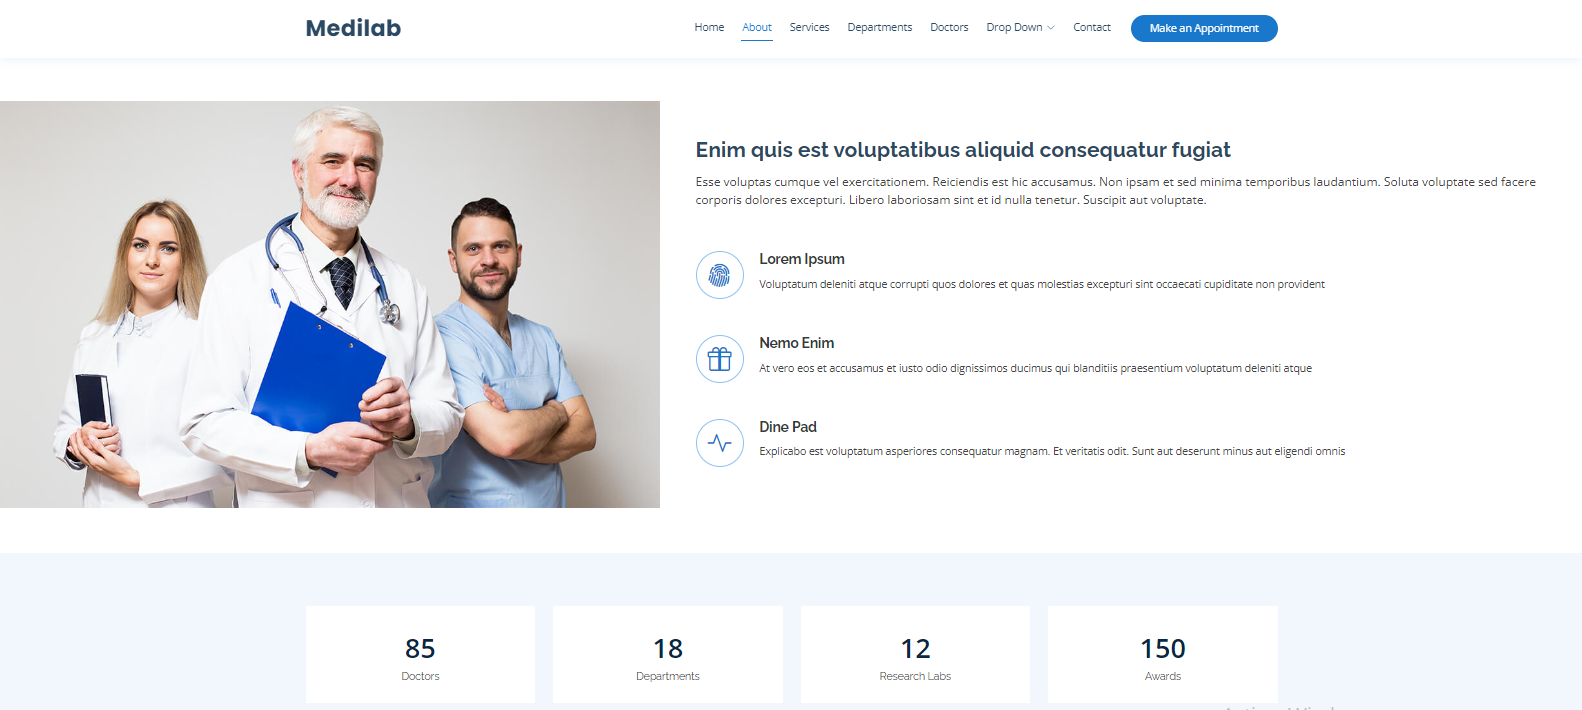 Medilab
Home About Services Departments Doctors Drop Down Contact Make an Appointment
Enim quis est voluptatibus aliquid consequatur fugiat
Esse voluptas cumque vel exercitationem. Reiciendis est hic accusamus. Non ipsam et sed minima temporibus laudantium. Soluta voluptate sed facere
corporis dolores excepturi. Libero laboriosam sint et id nulla tenetur. Suscipit aut voluptate.
Lorem Ipsum
Voluptatum deleniti atque corrupti quos dolores et quas molestias excepturi sint occaecati cupiditate non provident
Nemo Enim
At vero eos et accusamus et iusto odio dignissimos ducimus qui blanditiis praesentium voluptatum deleniti atque
Dine Pad
Explicabo est voluptatum asperiores consequatur magnam. Et veritatis odit. Sunt aut deserunt minus aut eligendi omnis
85
Doctors
18
Departments
12
Research Labs
150
Awards